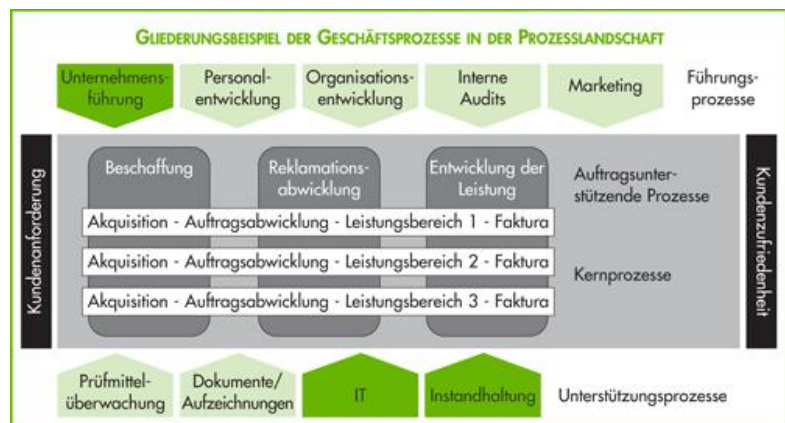 GLIEDERUNGSBEISPIEL DER GESCHÄFTSPROZESSE IN DER PROZESSLANDSCHAFT
Unternehmens-
führung
Personal-
entwicklung
Organisations-
entwicklung
Interne
Audits
Marketing
Führungs-
prozesse
Kundenanforderung
Beschaffung
Reklamations-
abwicklung
Entwicklung der
Leistung
Auftragsunter-
stützende Prozesse
Akquisition - Auftragsabwicklung - Leistungsbereich 1 - Faktura
Akquisition - Auftragsabwicklung - Leistungsbereich 2 - Faktura
Akquisition - Auftragsabwicklung - Leistungsbereich 3 - Faktura
Kernprozesse
Kundenzufriedenheit
Prüfmittel-
überwachung
Dokumente/
Aufzeichnungen
IT
Instandhaltung
Unterstützungsprozesse